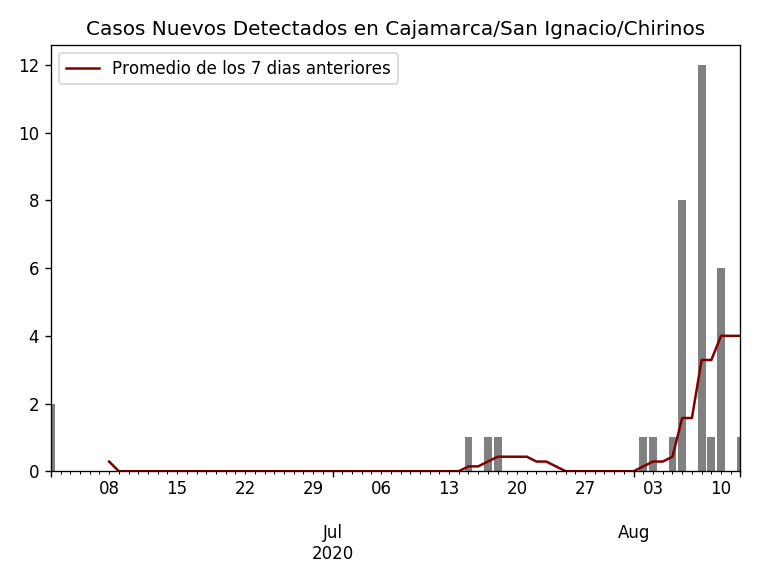 Casos Nuevos Detectados en Cajamarca/San Ignacio/Chirinos
Promedio de los 7 dias anteriores
12
10
8
6
4
2
0
08 15 22 29 06 13 20 27 03 10
Jul Aug
2020